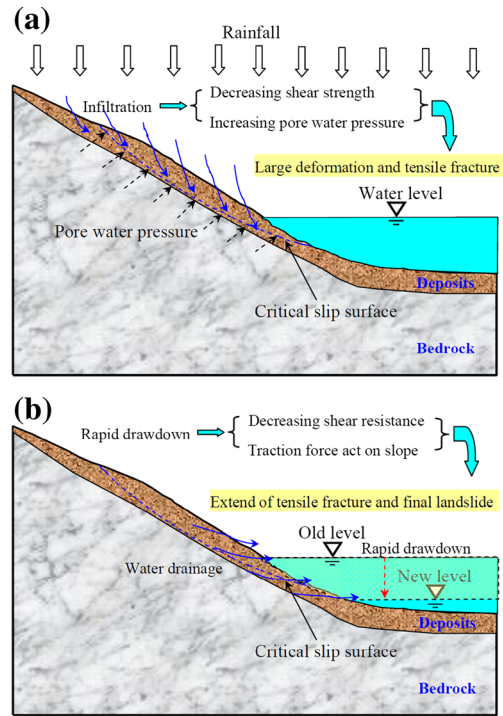 (a)
Rainfall
Infiltration
Decreasing shear strength
Increasing pore water pressure
Large deformation and tensile fracture
Water level
Pore water pressure
Deposits
Critical slip surface
Bedrock
(b)
Rapid drawdown
Decreasing shear resistance
Traction force act on slope
Extend of tensile fracture and final landslide
Old level
Rapid drawdown
Water drainage
New level
Deposits
Critical slip surface
Bedrock